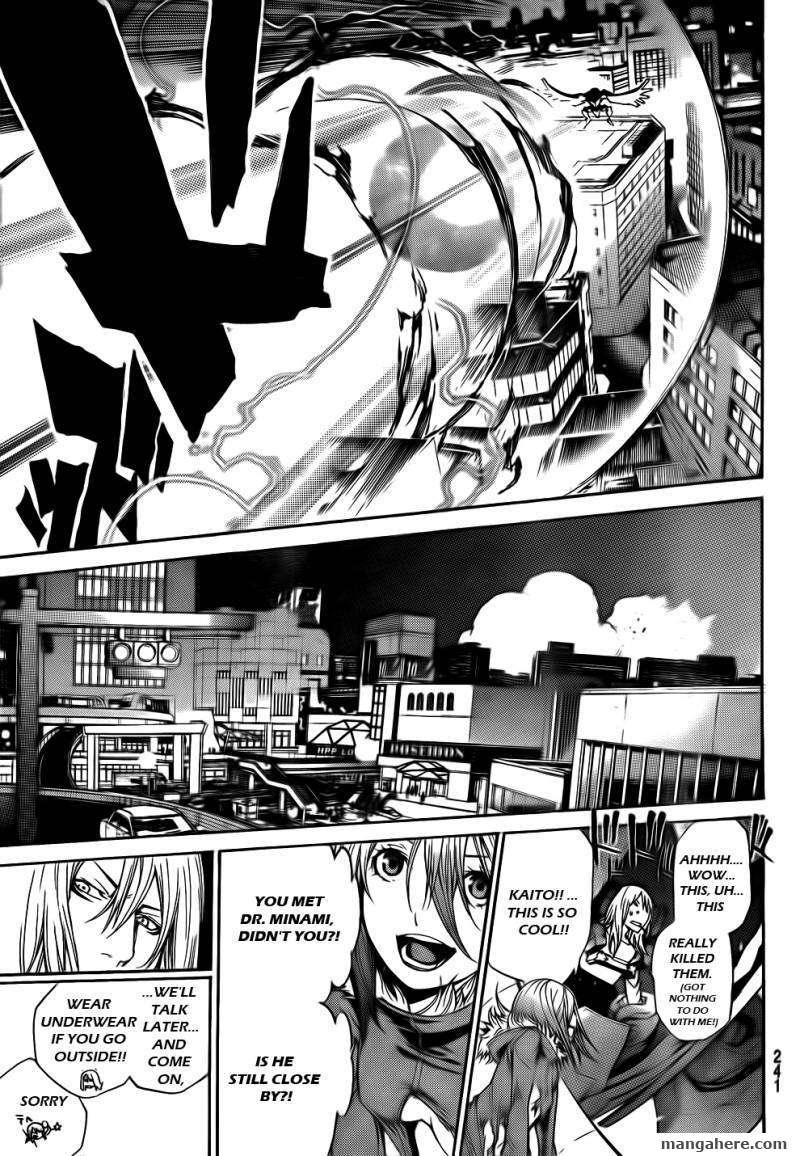 HPP LO
AHHHH....
WOW...
THIS, UH...
THIS
REALLY
KILLED
THEM.
(GOT
NOTHING
TO DO
WITH ME!)
KAITO!! ...
THIS IS SO
COOL!!
YOU MET
DR. MINAMI,
DIDN'T YOU?!
IS HE
STILL CLOSE
BY?!
...WE'LL
TALK
LATER...
AND
COME
ON,
WEAR
UNDERWEAR
IF YOU GO
OUTSIDE!!
SORRY
241
mangahere.com